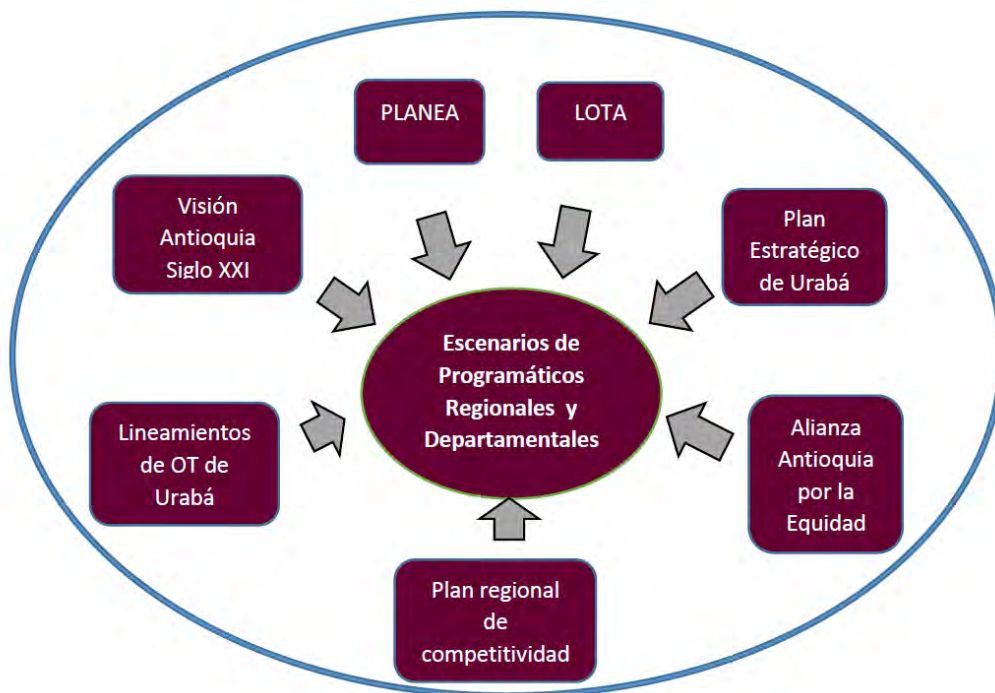 PLANEA
LOTA
Visión
Antioquia
Siglo XXI
Plan
Estratégico
de Urabá
Escenarios de
Programáticos
Regionales y
Departamentales
Lineamientos
de OT de
Urabá
Alianza
Antioquia
por la
Equidad
Plan regional
de
competitividad